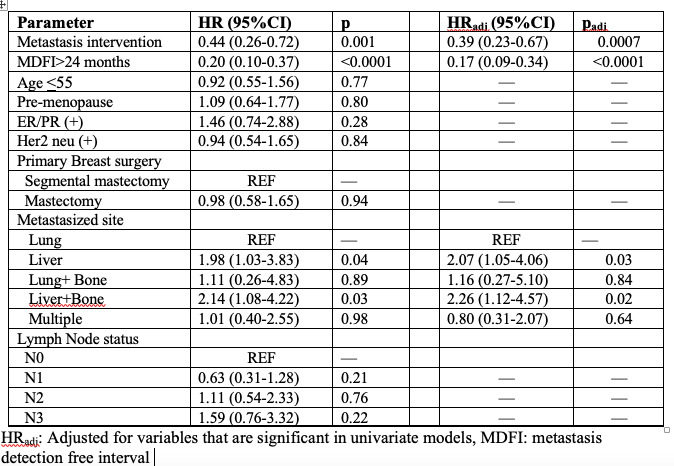 Parameter HR (95%CI) p HRadj (95%CI) Padj
Metastasis intervention 0.44 (0.26-0.72) 0.001 0.39 (0.23-0.67) 0.0007
MDFI>24 months 0.20 (0.10-0.37) <0.0001 0.17 (0.09-0.34) <0.0001
Age ≤55 0.92 (0.55-1.56) 0.77 — —
Pre-menopause 1.09 (0.64-1.77) 0.80 — —
ER/PR (+) 1.46 (0.74-2.88) 0.28 — —
Her2 neu (+) 0.94 (0.54-1.65) 0.84 — —
Primary Breast surgery
Segmental mastectomy REF —
Mastectomy 0.98 (0.58-1.65) 0.94 — —
Metastasized site
Lung REF — REF —
Liver 1.98 (1.03-3.83) 0.04 2.07 (1.05-4.06) 0.03
Lung+ Bone 1.11 (0.26-4.83) 0.89 1.16 (0.27-5.10) 0.84
Liver+Bone 2.14 (1.08-4.22) 0.03 2.26 (1.12-4.57) 0.02
Multiple 1.01 (0.40-2.55) 0.98 0.80 (0.31-2.07) 0.64
Lymph Node status
N0 REF —
N1 0.63 (0.31-1.28) 0.21 — —
N2 1.11 (0.54-2.33) 0.76 — —
N3 1.59 (0.76-3.32) 0.22 — —
HRadj: Adjusted for variables that are significant in univariate models, MDFI: metastasis
detection free interval